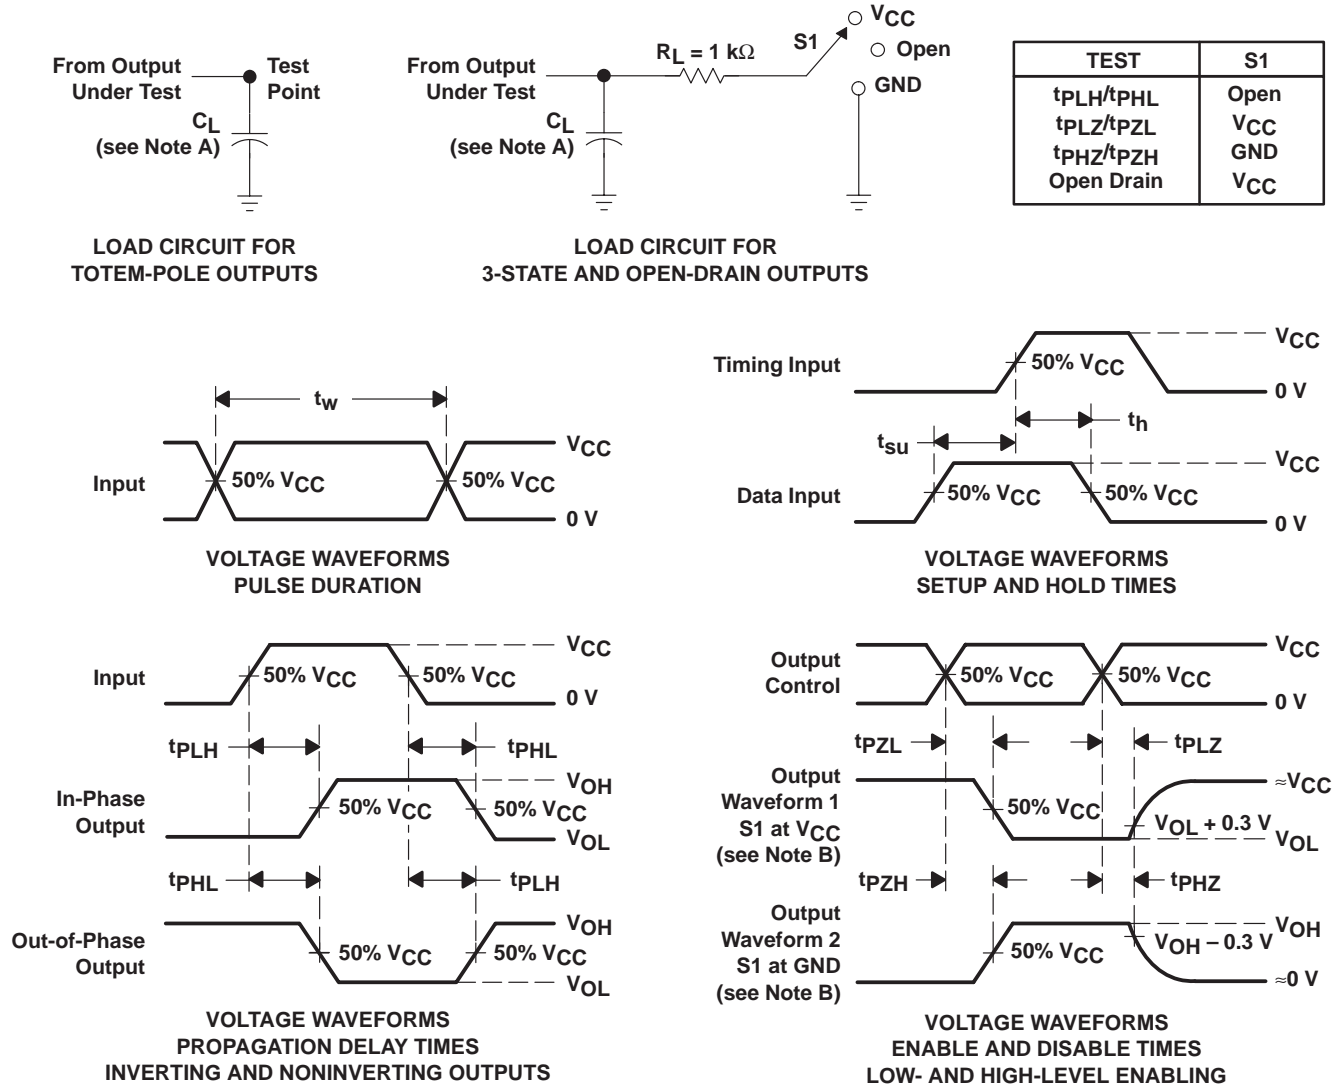 From Output
Under Test
Test
Point
CL
(see Note A)
LOAD CIRCUIT FOR
TOTEM-POLE OUTPUTS
From Output
Under Test
RL = 1 kΩ
S1
VCC
Open
GND
CL
(see Note A)
LOAD CIRCUIT FOR
3-STATE AND OPEN-DRAIN OUTPUTS
TEST S1
tPLH/tPHL Open
tPLZ/tPZL VCC
tPHZ/tPZH GND
Open Drain VCC
tw
Input
50% VCC
50% VCC
VCC
0 V
VOLTAGE WAVEFORMS
PULSE DURATION
Timing Input
50% VCC
VCC
0 V
tsu
th
Data Input
50% VCC
50% VCC
VCC
0 V
VOLTAGE WAVEFORMS
SETUP AND HOLD TIMES
Input
50% VCC
50% VCC
VCC
0 V
tPLH
tPHL
In-Phase
Output
50% VCC
50% VCC
VOH
VOL
tPHL
tPLH
Out-of-Phase
Output
50% VCC
50% VCC
VOH
VOL
VOLTAGE WAVEFORMS
PROPAGATION DELAY TIMES
INVERTING AND NONINVERTING OUTPUTS
Output
Control
50% VCC
50% VCC
VCC
0 V
tPZL
tPLZ
Output
Waveform 1
S1 at VCC
(see Note B)
50% VCC
VOL + 0.3 V
≈VCC
VOL
tPZH
tPHZ
Output
Waveform 2
S1 at GND
(see Note B)
50% VCC
VOH − 0.3 V
VOH
≈0 V
VOLTAGE WAVEFORMS
ENABLE AND DISABLE TIMES
LOW- AND HIGH-LEVEL ENABLING